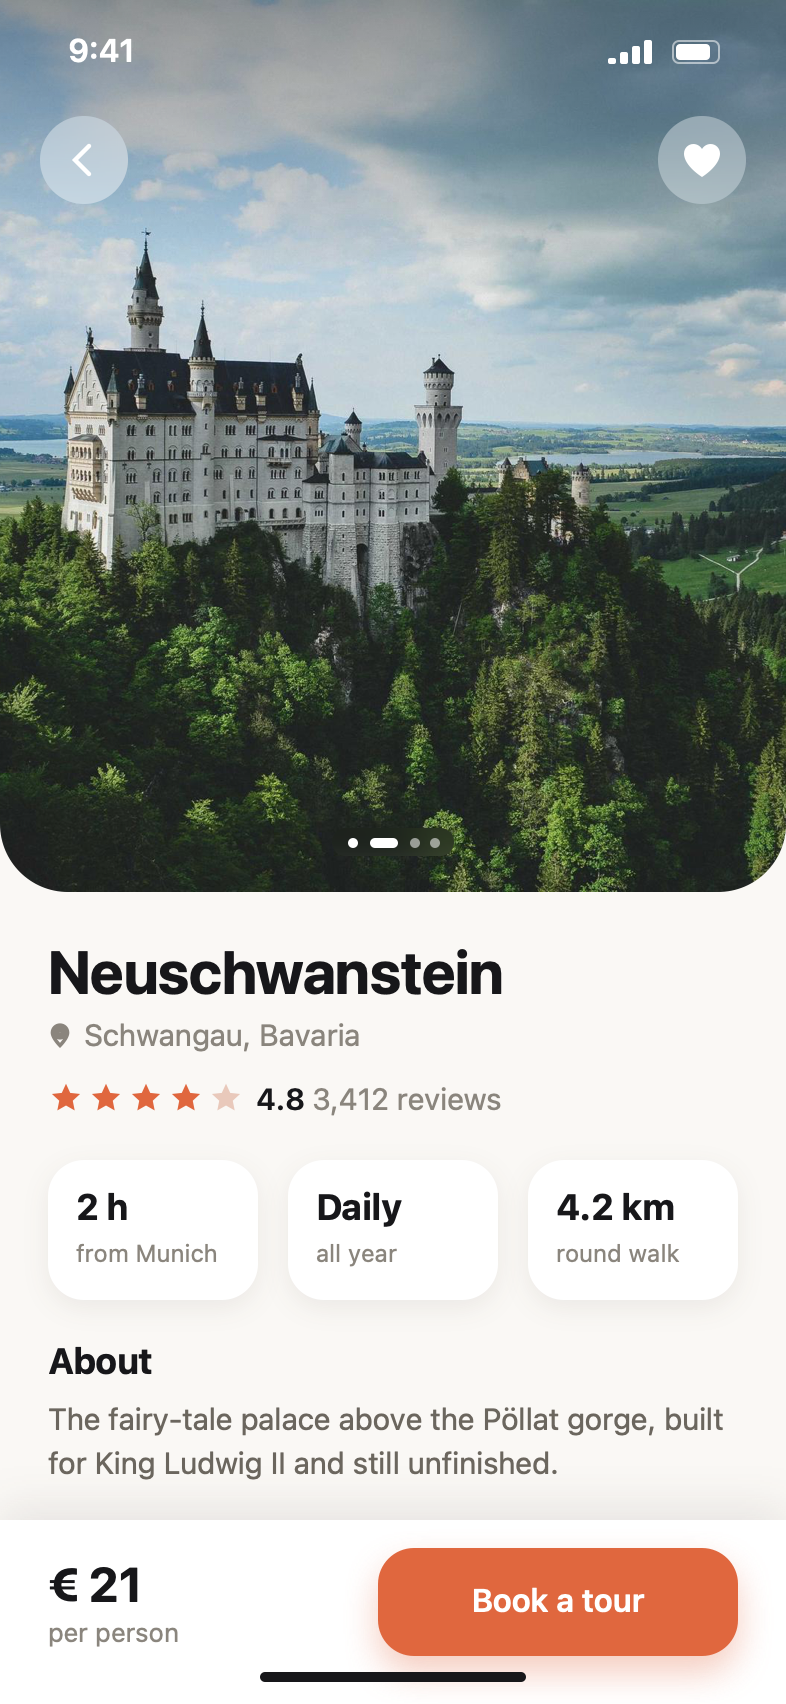 9:41
Neuschwanstein
Schwangau, Bavaria
4.8 3,412 reviews
2 h
from Munich
Daily
all year
4.2 km
round walk
About
The fairy-tale palace above the Pöllat gorge, built
for King Ludwig II and still unfinished.
€ 21
per person
Book a tour